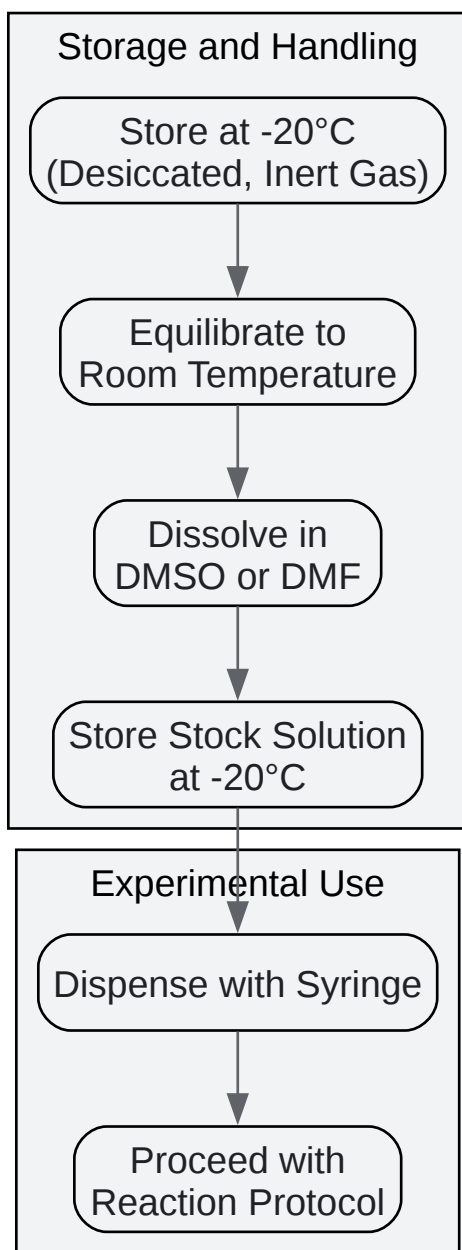 Storage and Handling
Store at -20°C
(Desiccated, Inert Gas)
Equilibrate to
Room Temperature
Dissolve in
DMSO or DMF
Store Stock Solution
at -20°C
Experimental Use
Dispense with Syringe
Proceed with
Reaction Protocol